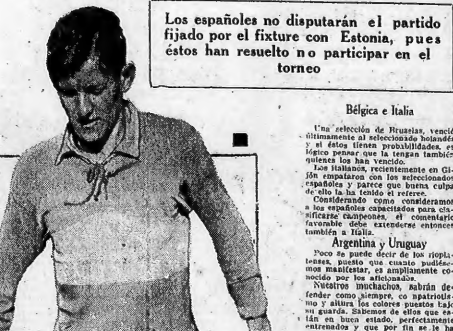 Los españoles no disputarán el partido
fijado por el fixture con Estonia, pues
éstos han resuelto no participar en el
torneo
Bélgica e Italia
Una selección de Bruselas, venció
últimamente al seleccionado holandés
y si éstos tienen probabilidades, es
lógico pensar que la tengan también
quienes los han vencido.
Los italianos, recientemente en Gi-
jón empataron con los seleccionados
españoles y parece que buena culpa
de ello la ha tenido el referee.
Considerando como consideramos
a los españoles capacitados para cla-
sificarse campeones, el comentario
favorable debe extenderse entonces
también a Italia.
Argentina y Uruguay
Poco se puede decir de los riopla-
tenses, puesto que cuanto pudiése-
mos manifestar, es ampliamente co-
nocido por los aficionados.
Nuestros muchachos, sabrán de-
fender como siempre, co npatriotis-
mo y altura los colores puestos bajo
su guarda. Sabemos de ellos que es-
tán en buen estado, perfectamente
entrenados y que por fin se le ha